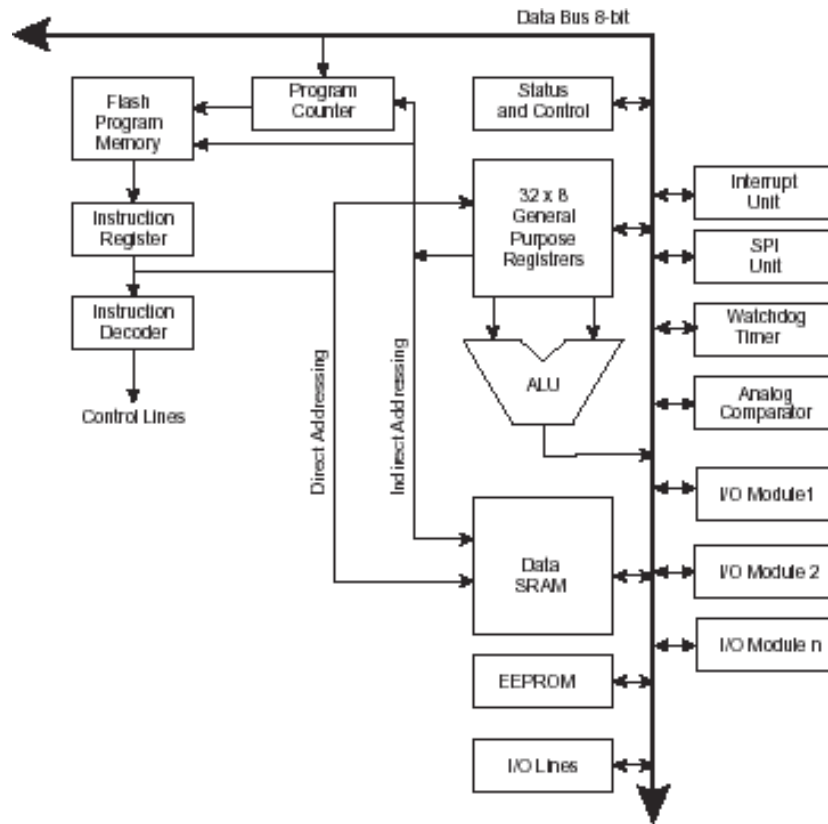 Data Bus 8-bit
Flash
Program
Memory
Program
Counter
Status
and Control
Interrupt
Unit
32 x 8
General
Purpose
Registrers
Instruction
Register
SPI
Unit
Instruction
Decoder
Watchdog
Timer
ALU
Analog
Comparator
Control Lines
Direct Addressing
Indirect Addressing
I/O Module1
Data
SRAM
I/O Module 2
I/O Module n
EEPROM
I/O Lines